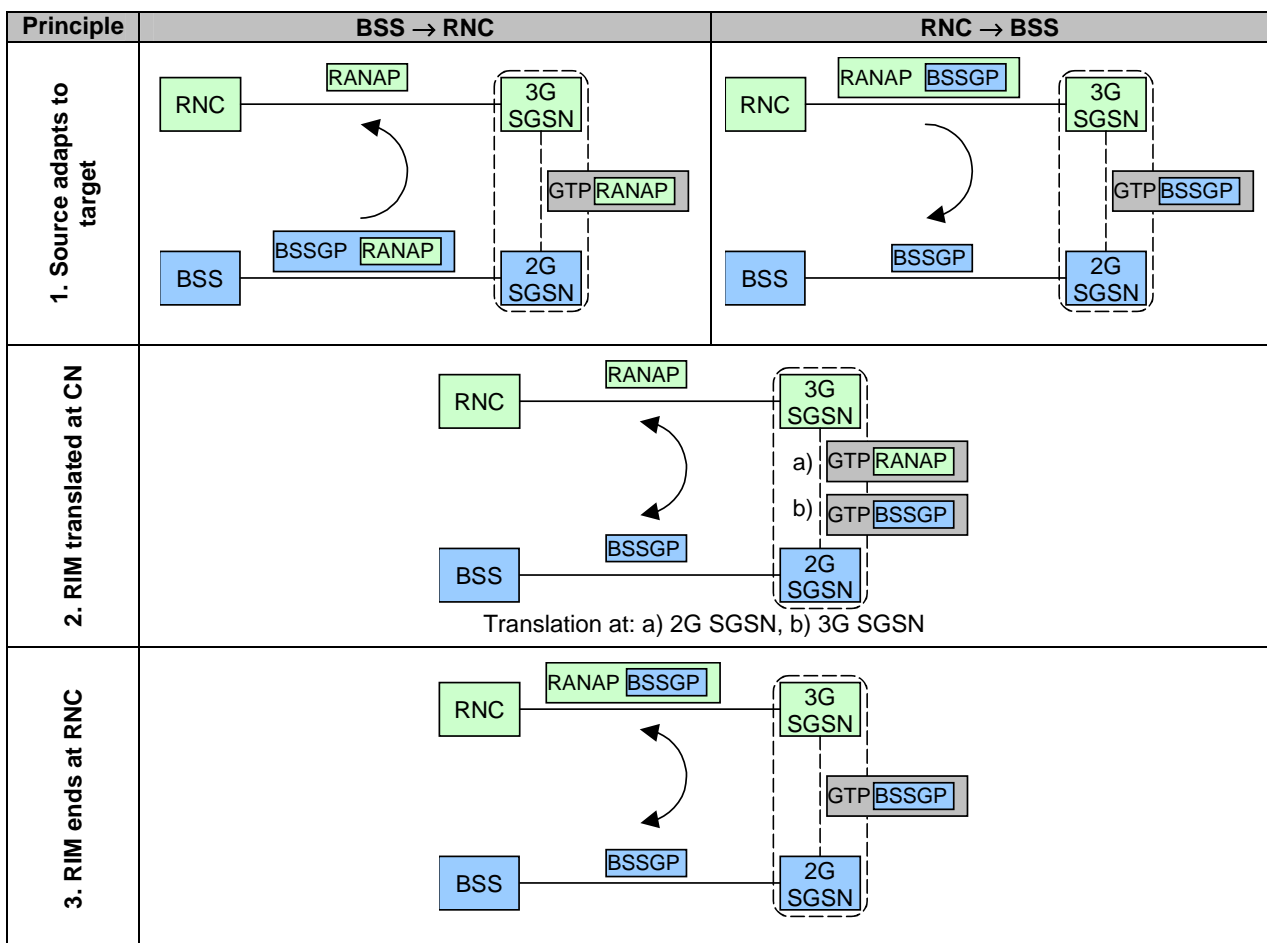 Principle
BSS → RNC
RNC → BSS
1. Source adapts to
target
RANAP
RNC
3G
SGSN
GTP RANAP
BSSGP RANAP
BSS
2G
SGSN
RANAP BSSGP
RNC
3G
SGSN
GTP BSSGP
BSSGP
BSS
2G
SGSN
2. RIM translated at CN
RANAP
RNC
3G
SGSN
a) GTP RANAP
b) GTP BSSGP
BSSGP
BSS
2G
SGSN
Translation at: a) 2G SGSN, b) 3G SGSN
3. RIM ends at RNC
RANAP BSSGP
RNC
3G
SGSN
GTP BSSGP
BSSGP
BSS
2G
SGSN